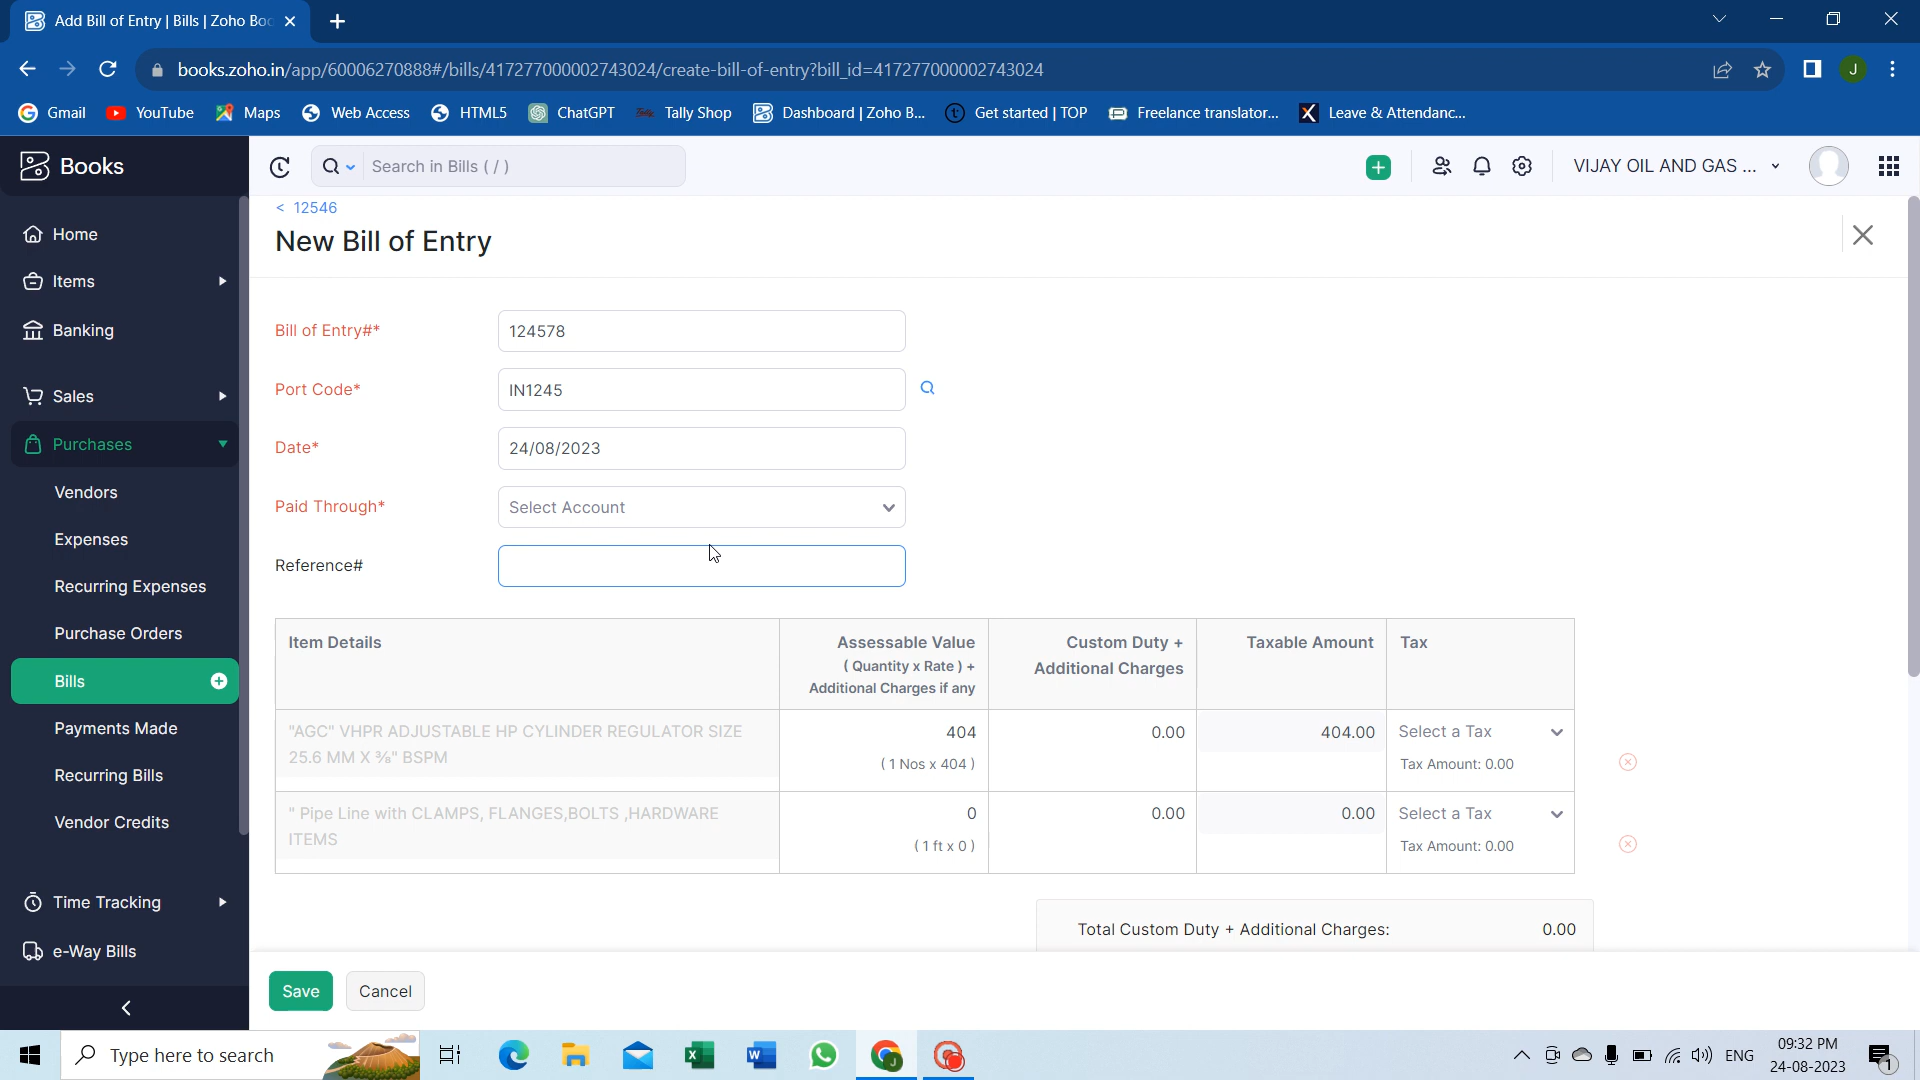 Add Bill of Entry | Bills | Zoho Boo
books.zoho.in/app/60006270888#/bills/417277000002743024/create-bill-of-entry?bill_id=417277000002743024
J
Gmail
YouTube
Maps
Web Access
HTML5
ChatGPT
Tally Shop
Dashboard | Zoho B...
Get started | TOP
Freelance translator...
Leave & Attendanc...
Books
Search in Bills ( / )
VIJAY OIL AND GAS ...
< 12546
New Bill of Entry
Home
Items
Banking
Sales
Purchases
Vendors
Expenses
Recurring Expenses
Purchase Orders
Bills
Payments Made
Recurring Bills
Vendor Credits
Time Tracking
e-Way Bills
Bill of Entry#*
124578
Port Code*
IN1245
Date*
24/08/2023
Paid Through*
Select Account
Reference#
Item Details
Assessable Value
( Quantity x Rate ) +
Additional Charges if any
Custom Duty +
Additional Charges
Taxable Amount
Tax
"AGC" VHPR ADJUSTABLE HP CYLINDER REGULATOR SIZE
25.6 MM X ⅜" BSPM
404
( 1 Nos x 404 )
0.00
404.00
Select a Tax
Tax Amount: 0.00
" Pipe Line with CLAMPS, FLANGES,BOLTS ,HARDWARE
ITEMS
0
( 1 ft x 0 )
0.00
0.00
Select a Tax
Tax Amount: 0.00
Total Custom Duty + Additional Charges:
0.00
Save
Cancel
Type here to search
ENG
09:32 PM
24-08-2023
1